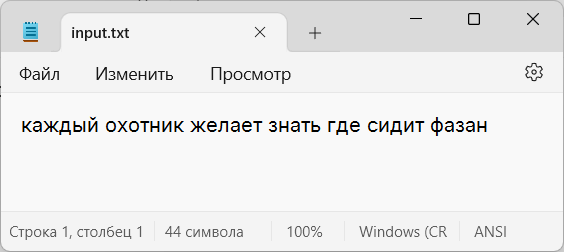 input.txt
Файл Изменить Просмотр
каждый охотник желает знать где сидит фазан
Строка 1, столбец 1 44 символа 100% Windows (CR ANSI